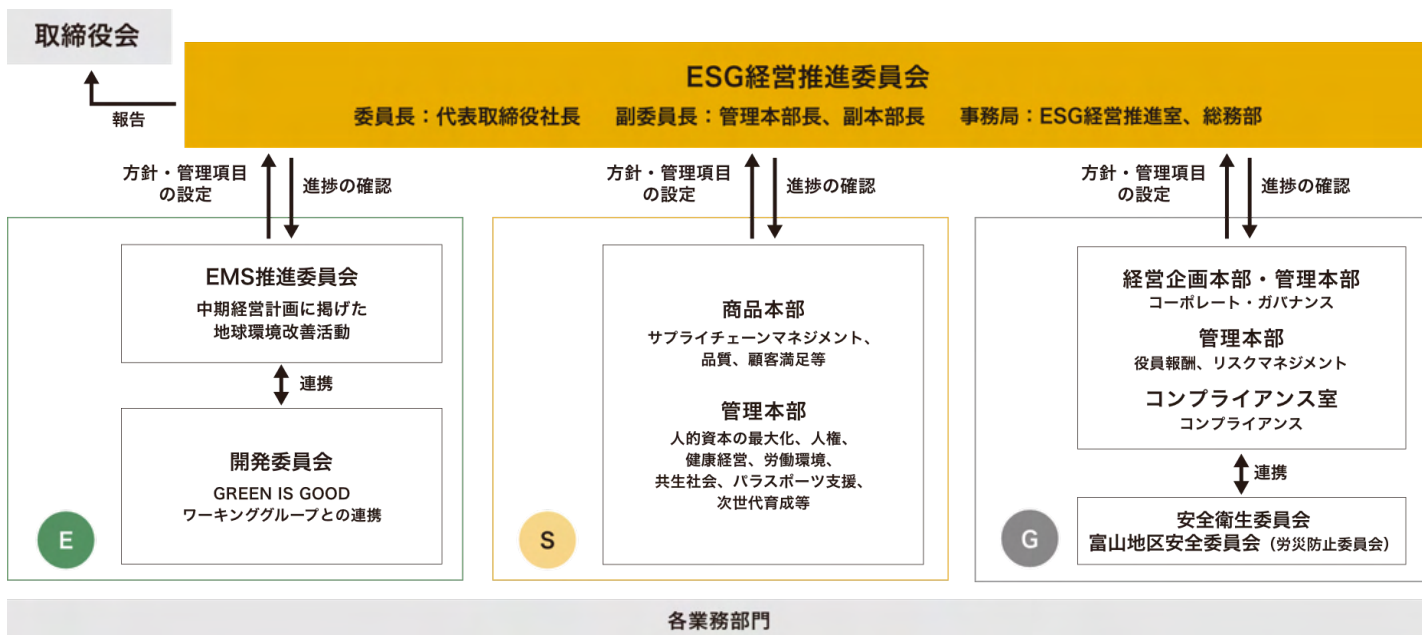 取締役会
報告
ESG経営推進委員会
委員長：代表取締役社長　副委員長：管理本部長、副本部長　事務局：ESG経営推進室、総務部
方針・管理項目
の設定
進捗の確認
方針・管理項目
の設定
進捗の確認
方針・管理項目
の設定
進捗の確認
EMS推進委員会
中期経営計画に掲げた
地球環境改善活動
連携
開発委員会
GREEN IS GOOD
ワーキンググループとの連携
E
商品本部
サプライチェーンマネジメント、
品質、顧客満足等
管理本部
人的資本の最大化、人権、
健康経営、労働環境、
共生社会、パラスポーツ支援、
次世代育成等
S
経営企画本部・管理本部
コーポレート・ガバナンス
管理本部
役員報酬、リスクマネジメント
コンプライアンス室
コンプライアンス
連携
安全衛生委員会
富山地区安全委員会（労災防止委員会）
G
各業務部門